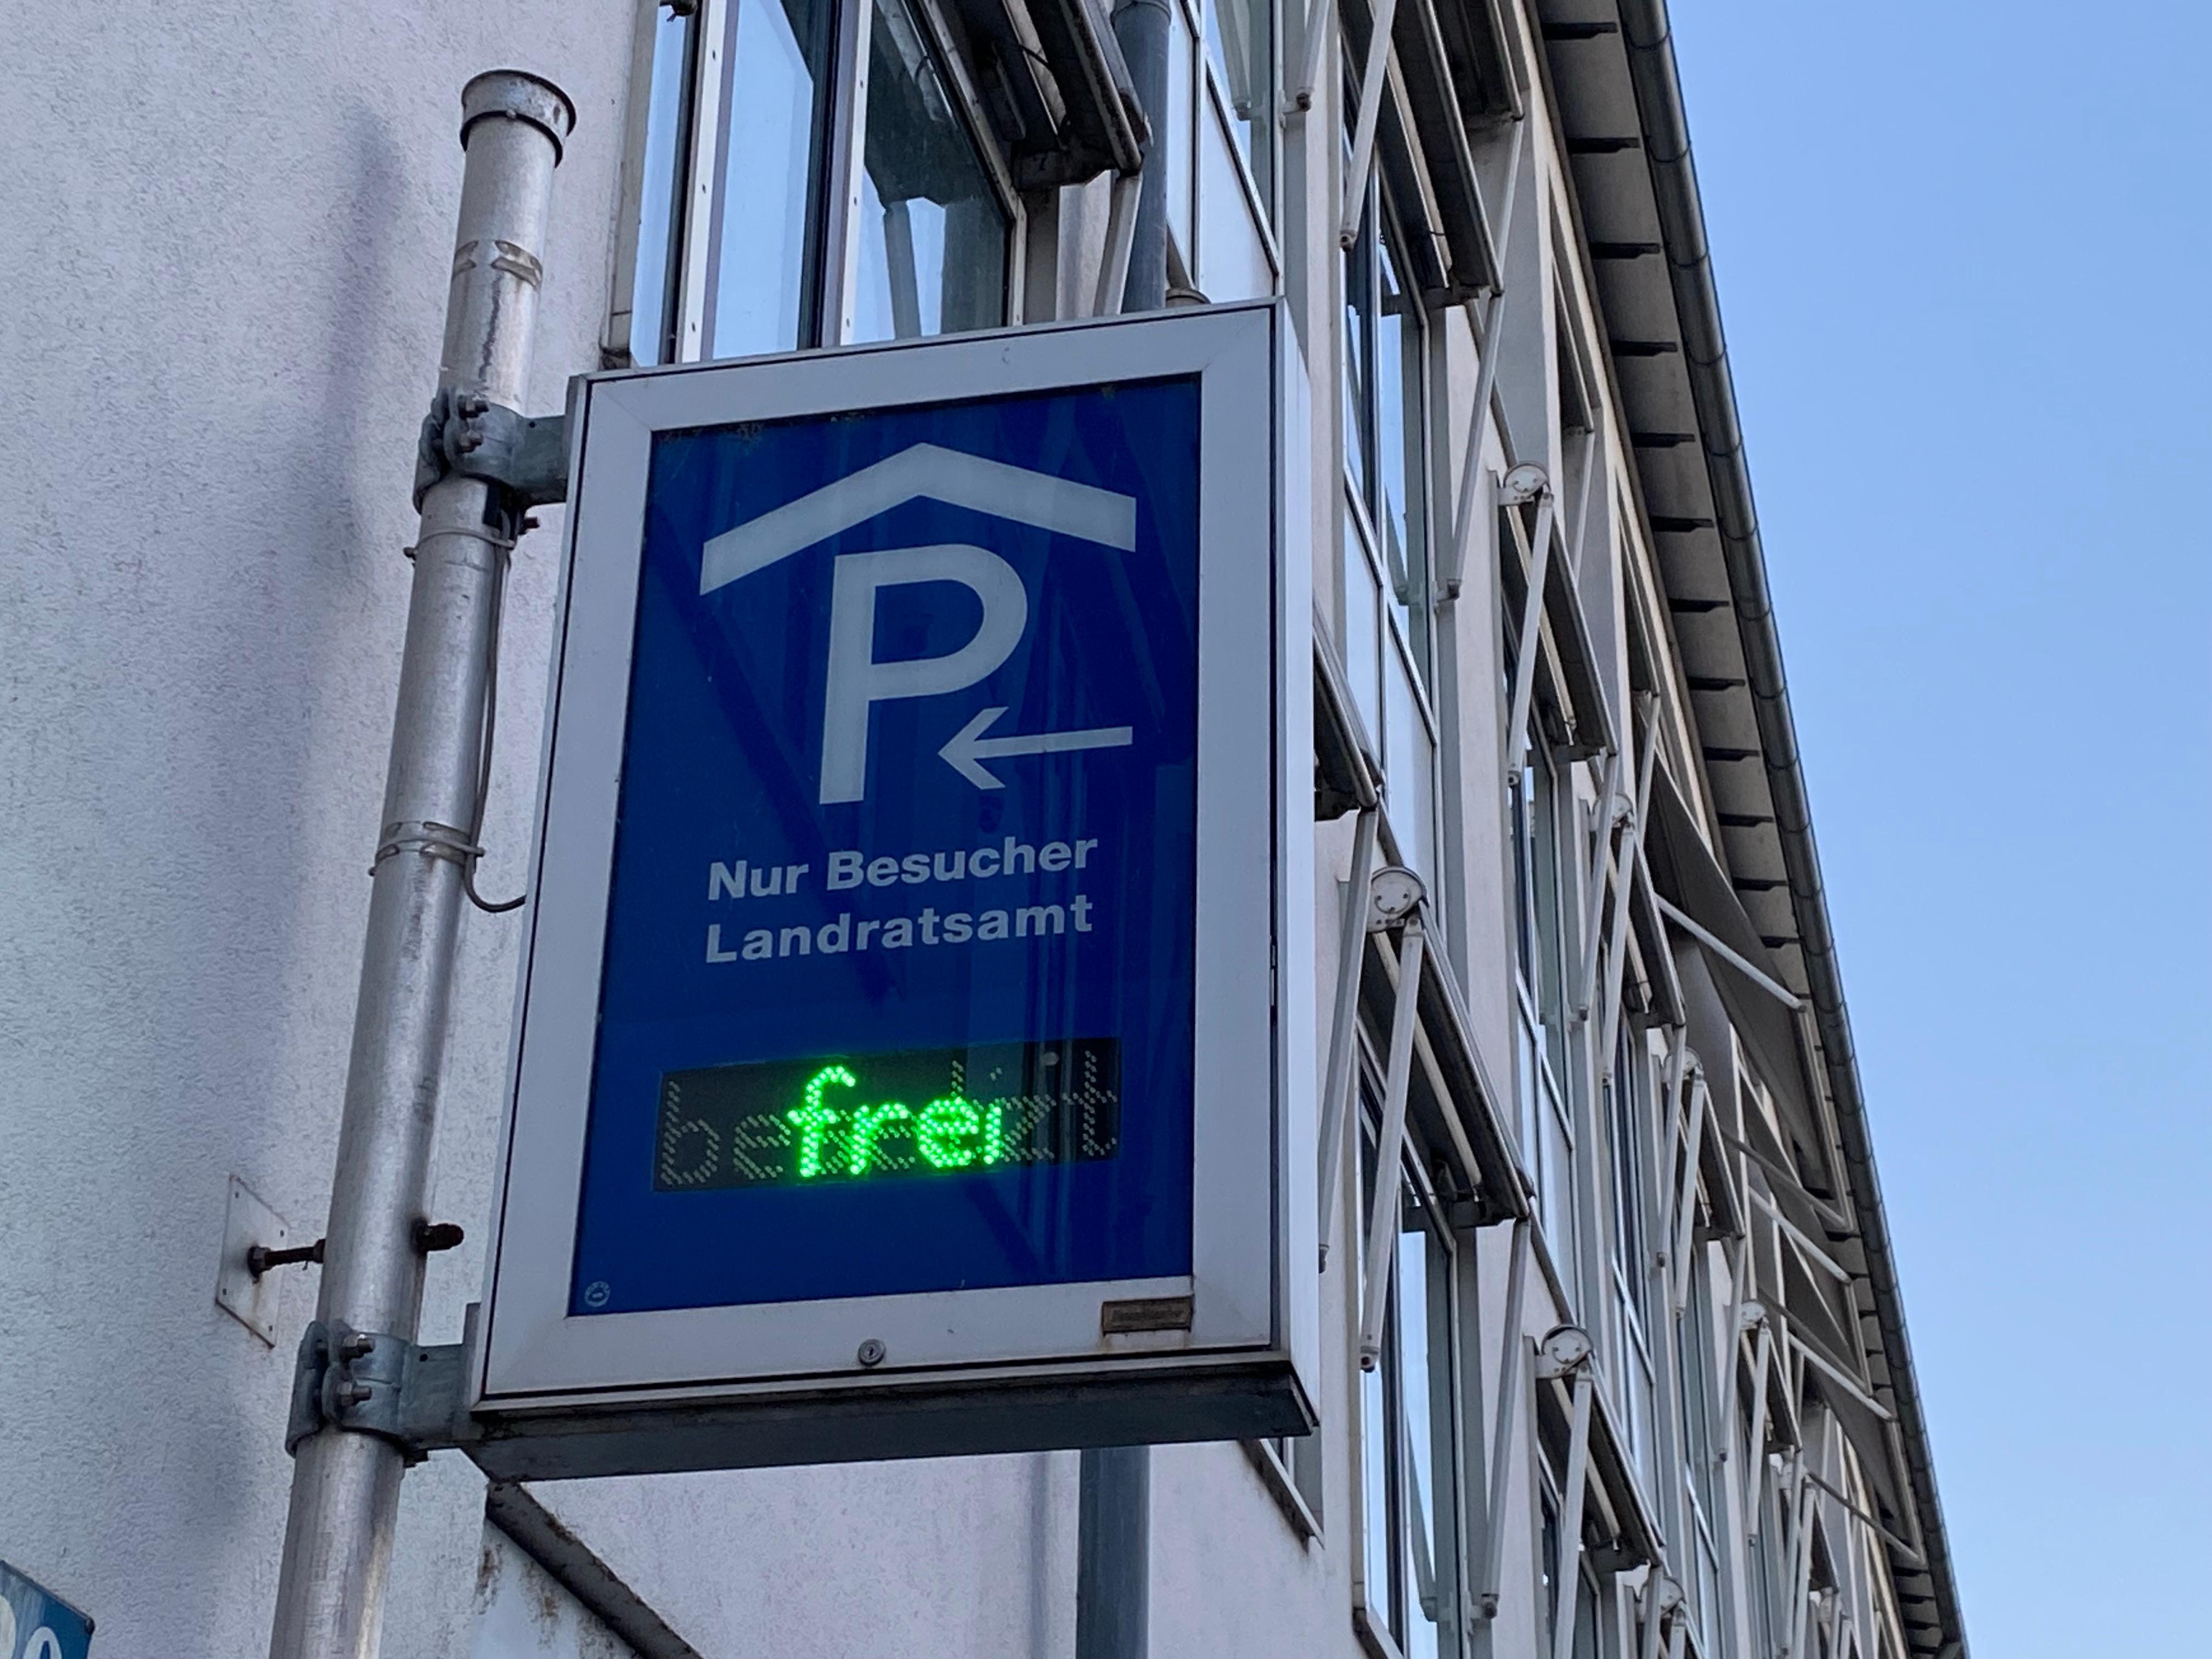 P
Nur Besucher
Landratsamt
frei